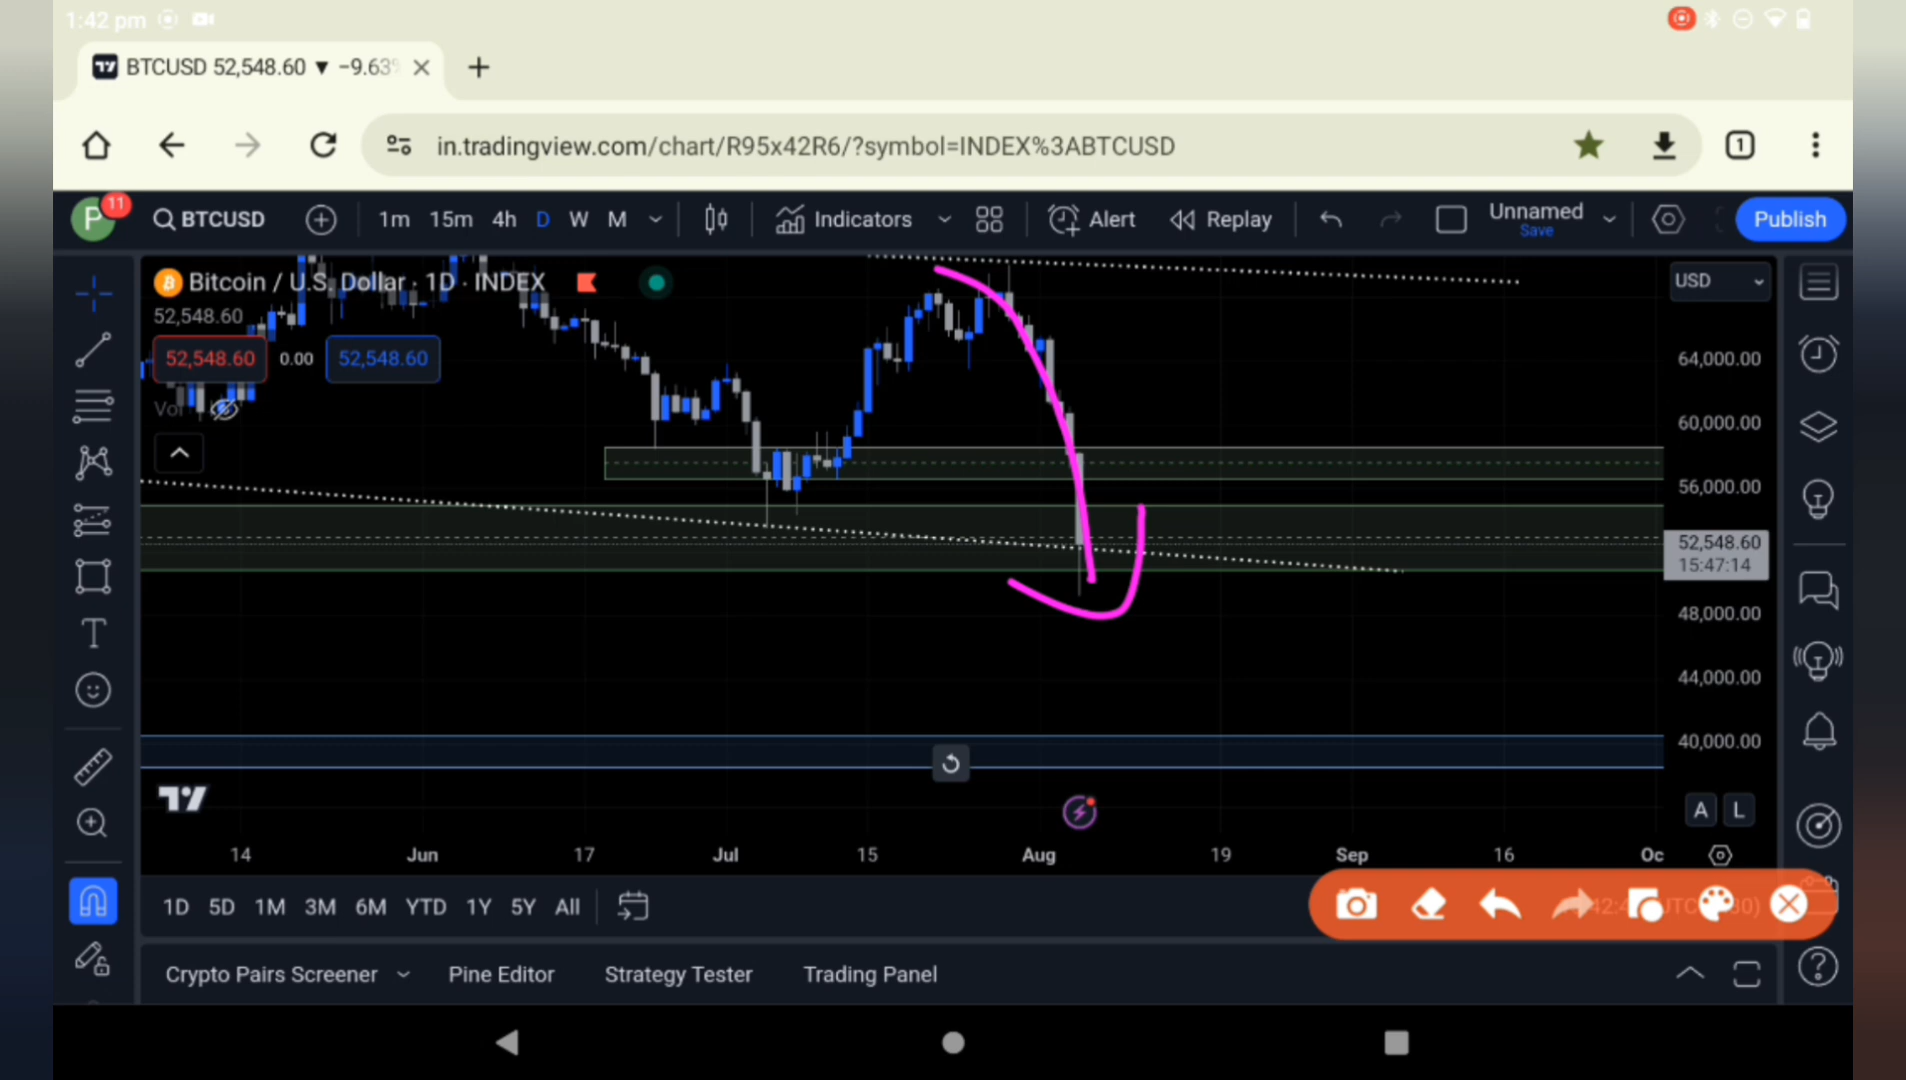 1:42 pm
BTCUSD 52,548.60 ▼ −9.63%
in.tradingview.com/chart/R95x42R6/?symbol=INDEX%3ABTCUSD
1
P 11
BTCUSD 1m 15m 4h D W M Indicators Alert Replay Unnamed Save Publish
Bitcoin / U.S. Dollar · 1D · INDEX
USD
52,548.60
52,548.60 0.00 52,548.60
Vol
64,000.00
60,000.00
56,000.00
52,548.60
15:47:14
48,000.00
44,000.00
40,000.00
A L
14 Jun 17 Jul 15 Aug 19 Sep 16 Oc
1D 5D 1M 3M 6M YTD 1Y 5Y All
Crypto Pairs Screener Pine Editor Strategy Tester Trading Panel